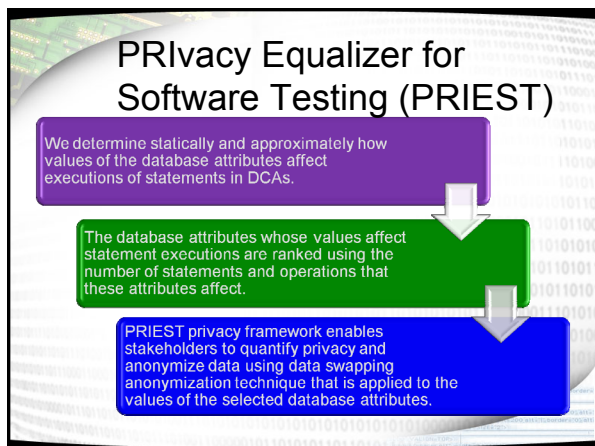 PRIvacy Equalizer for
Software Testing (PRIEST)
We determine statically and approximately how
values of the database attributes affect
executions of statements in DCAs.
The database attributes whose values affect
statement executions are ranked using the
number of statements and operations that
these attributes affect.
PRIEST privacy framework enables
stakeholders to quantify privacy and
anonymize data using data swapping
anonymization technique that is applied to the
values of the selected database attributes.